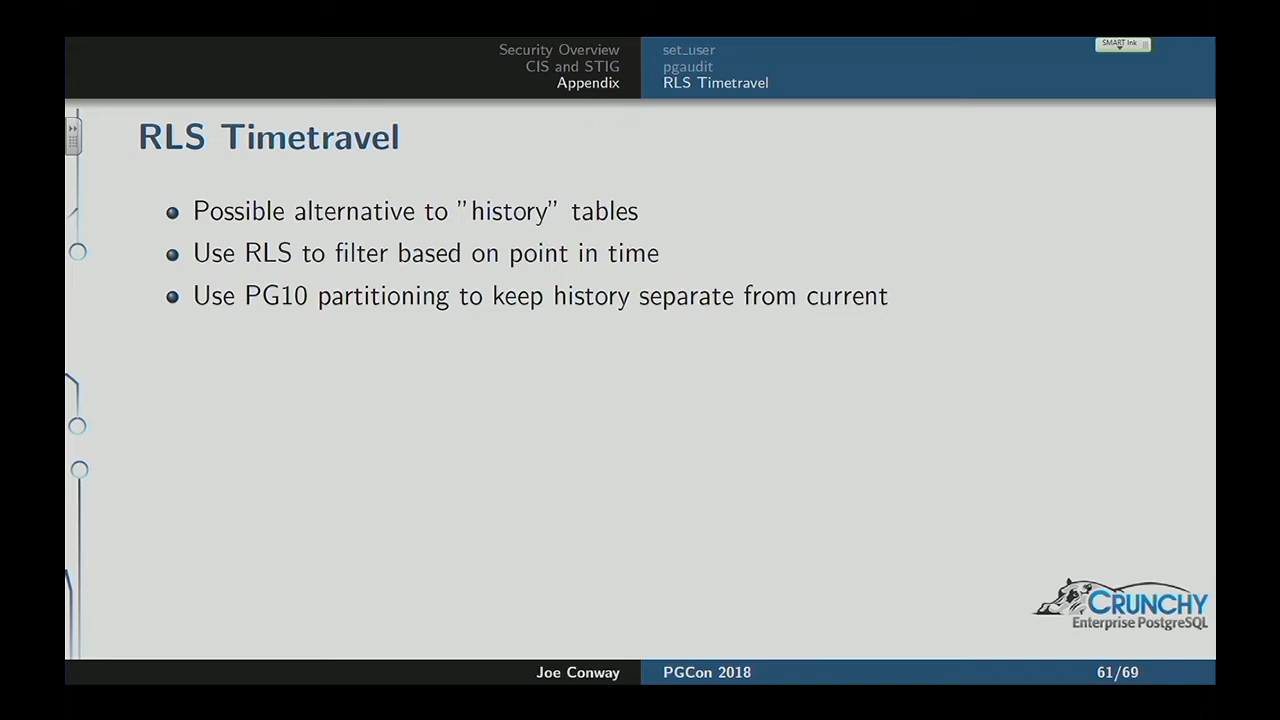 Security Overview
CIS and STIG
Appendix
set_user
pgaudit
RLS Timetravel
SMART Ink
RLS Timetravel
Possible alternative to ”history” tables
Use RLS to filter based on point in time
Use PG10 partitioning to keep history separate from current
CRUNCHY
Enterprise PostgreSQL
Joe Conway
PGCon 2018
61/69